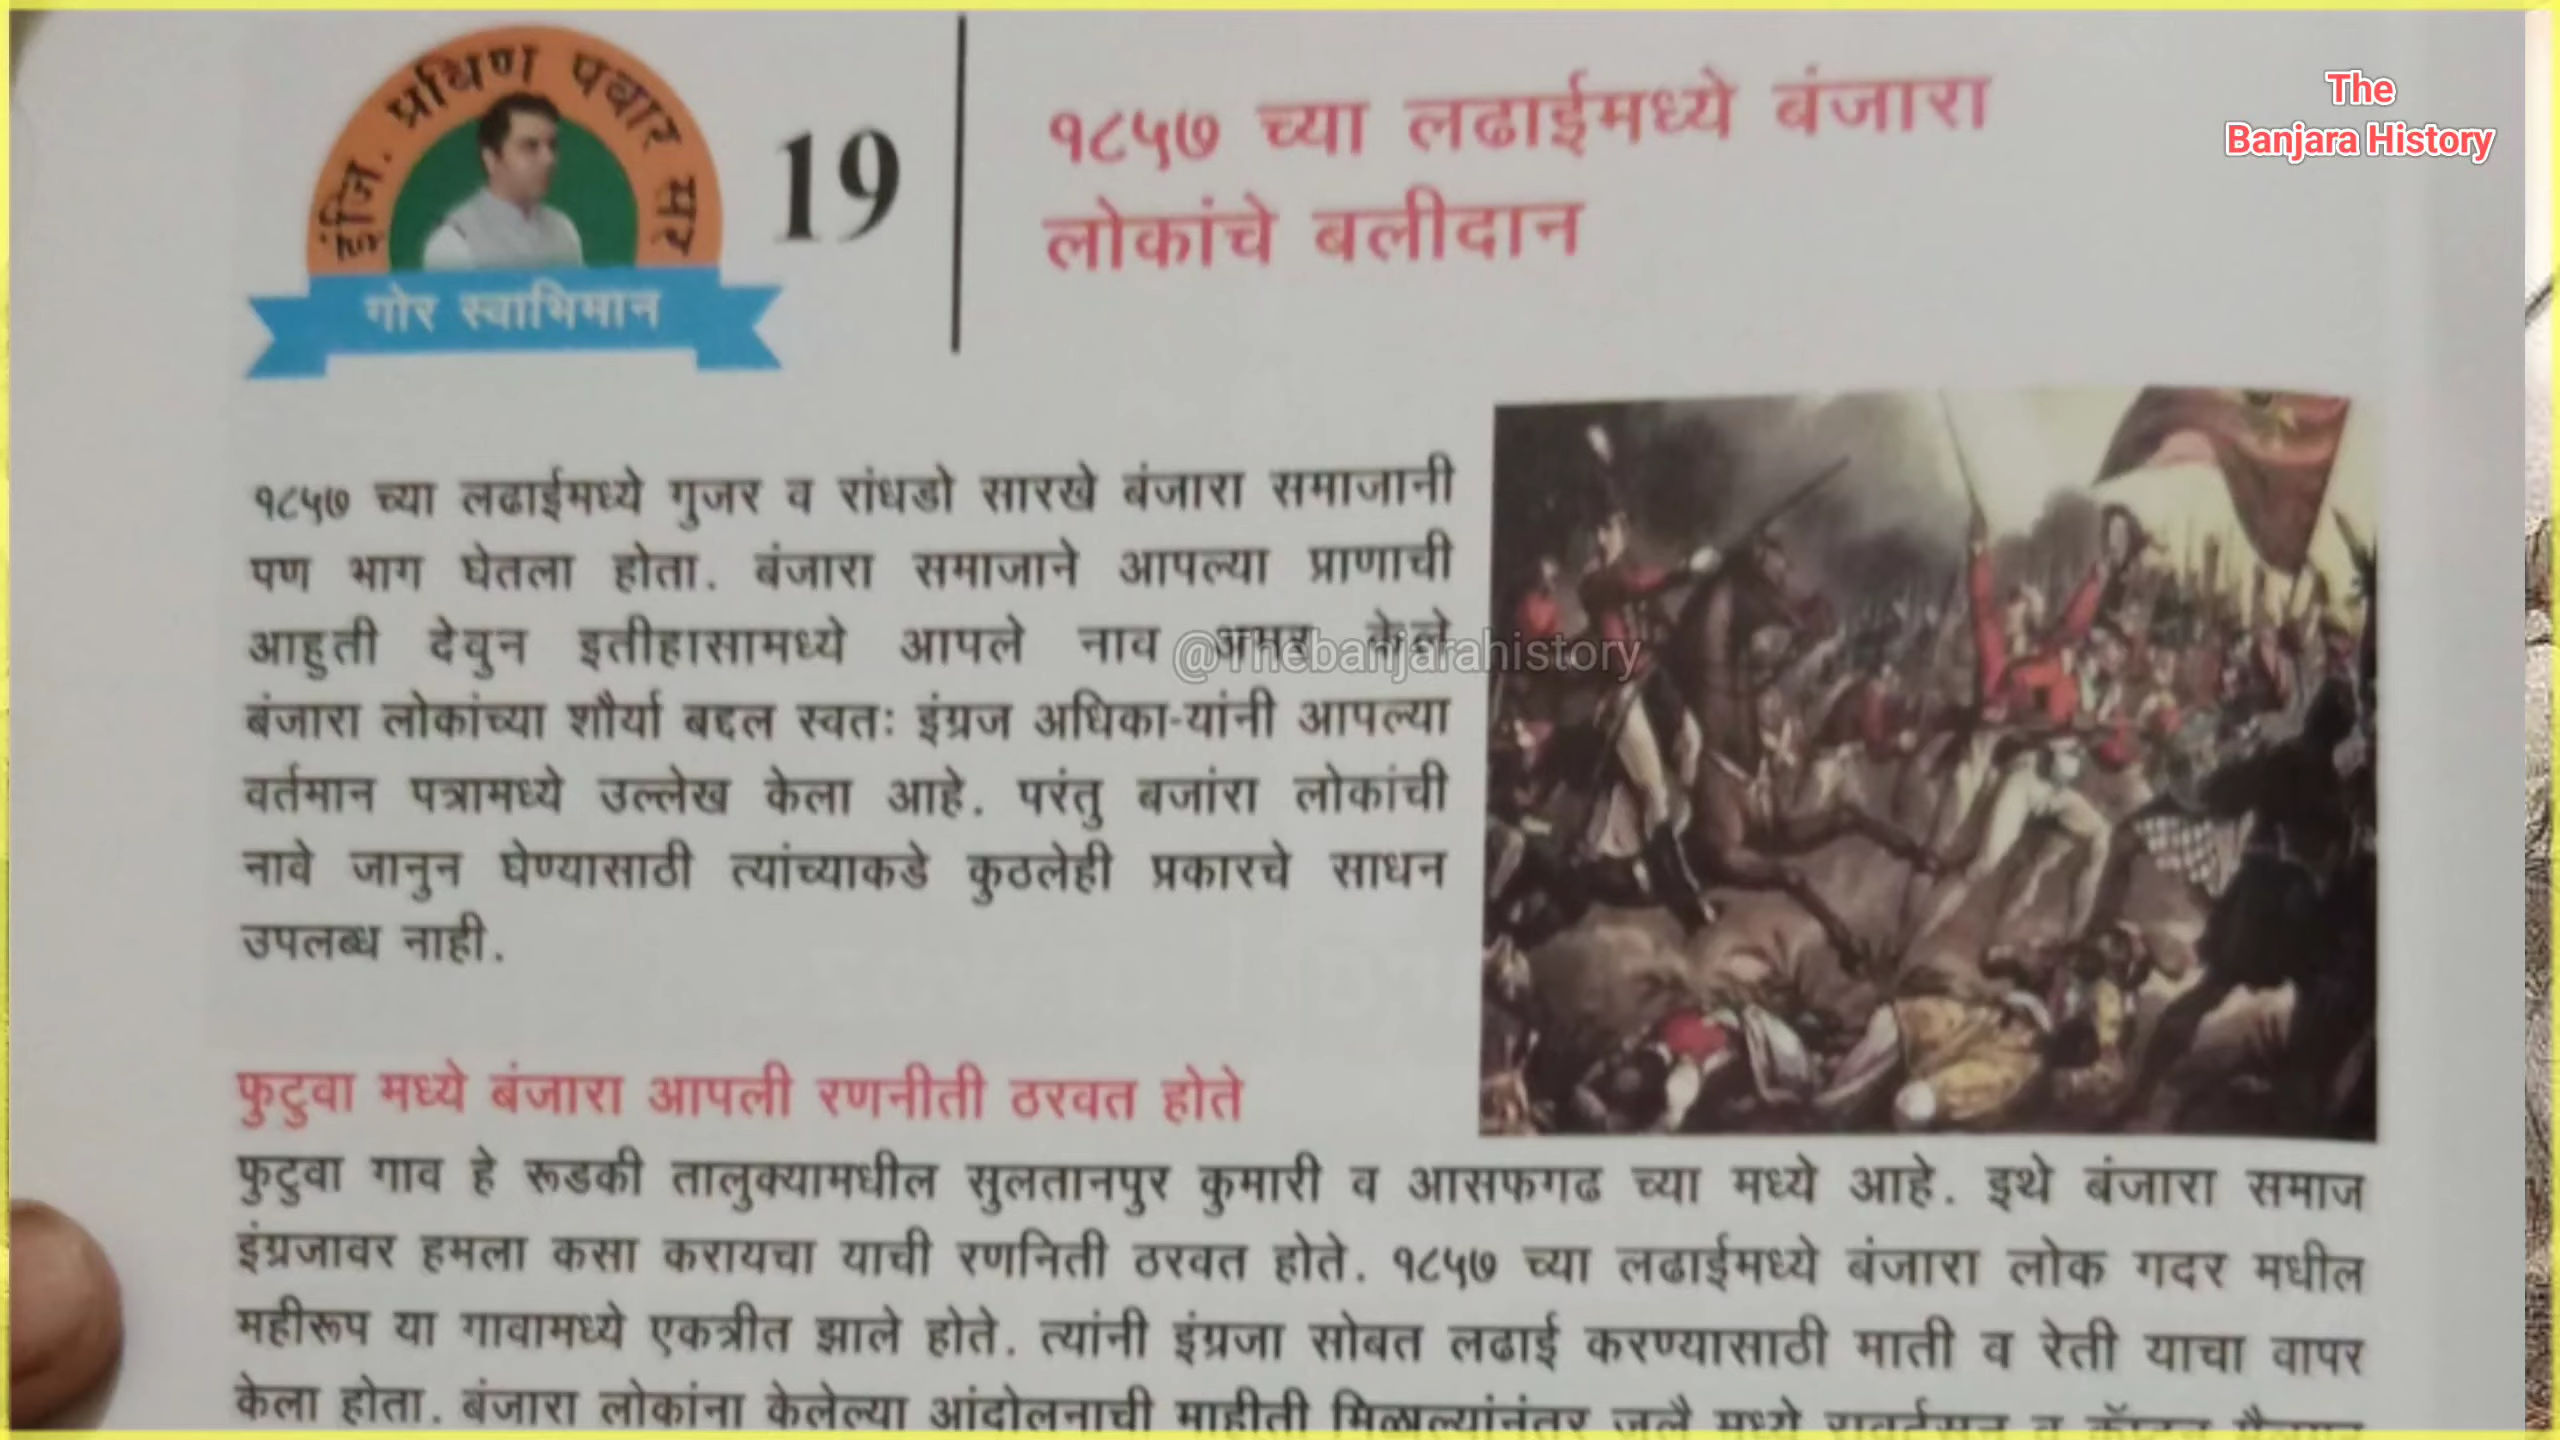 इंजि. प्रविण पवार सर
गोर स्वाभिमान
19
१८५७ च्या लढाईमध्ये बंजारा
लोकांचे बलीदान
The
Banjara History
१८५७ च्या लढाईमध्ये गुजर व रांधडो सारखे बंजारा समाजानी
पण भाग घेतला होता. बंजारा समाजाने आपल्या प्राणाची
आहुती देवुन इतीहासामध्ये आपले नाव अमर केले
@Thebanjarahistory
बंजारा लोकांच्या शौर्या बद्दल स्वतः इंग्रज अधिका-यांनी आपल्या
वर्तमान पत्रामध्ये उल्लेख केला आहे. परंतु बजांरा लोकांची
नावे जानुन घेण्यासाठी त्यांच्याकडे कुठलेही प्रकारचे साधन
उपलब्ध नाही.
फुटुवा मध्ये बंजारा आपली रणनीती ठरवत होते
फुटुवा गाव हे रूडकी तालुक्यामधील सुलतानपुर कुमारी व आसफगढ च्या मध्ये आहे. इथे बंजारा समाज
इंग्रजावर हमला कसा करायचा याची रणनिती ठरवत होते. १८५७ च्या लढाईमध्ये बंजारा लोक गदर मधील
महीरूप या गावामध्ये एकत्रीत झाले होते. त्यांनी इंग्रजा सोबत लढाई करण्यासाठी माती व रेती याचा वापर
केला होता. बंजारा लोकांना केलेल्या आंदोलनाची माहीती